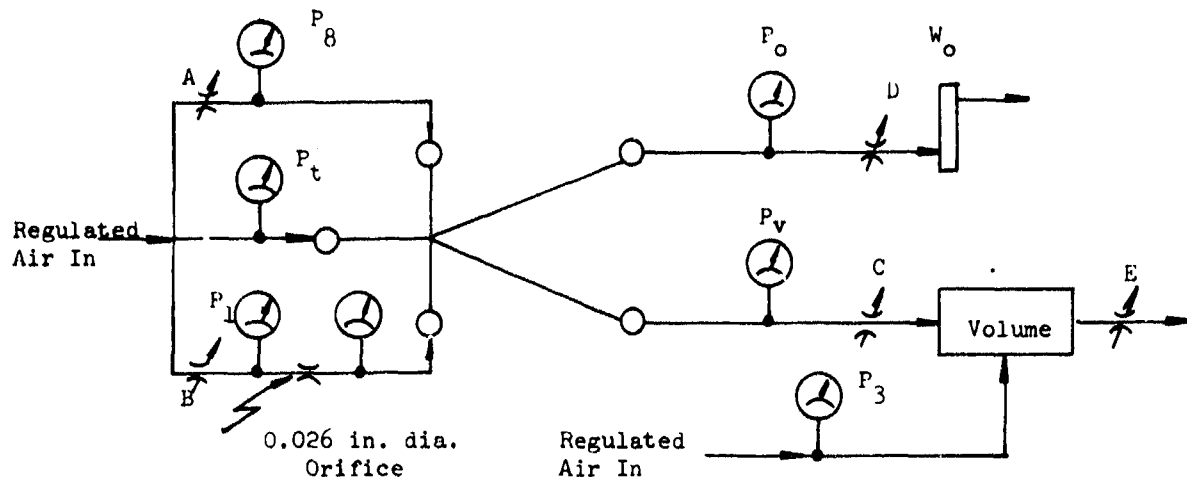 P8
A
Po
Wo
D
Pt
Regulated
Air In
Pv
C
E
P1
B
Volume
P3
0.026 in. dia.
Orifice
Regulated
Air In